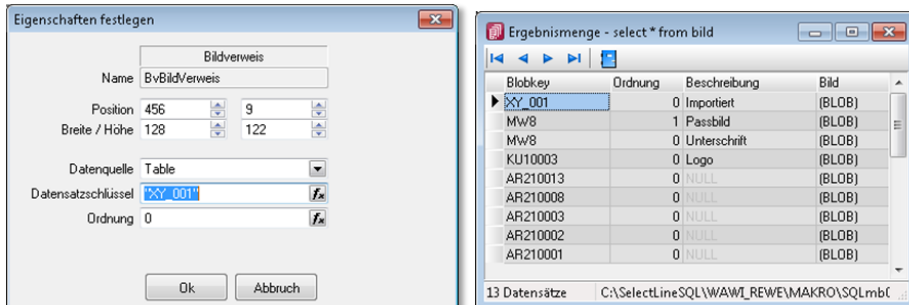 Eigenschaften festlegen
Bildverweis
Name BvBildVerweis
Position 456 9
Breite / Höhe 128 122
Datenquelle Table
Datensatzschlüssel "XY_001"
Ordnung 0
Ok Abbruch
Ergebnismenge - select * from bild
Blobkey Ordnung Beschreibung Bild
XY_001 0 Importiert (BLOB)
MW8 1 Passbild (BLOB)
MW8 0 Unterschrift (BLOB)
KU10003 0 Logo (BLOB)
AR210013 0 NULL (BLOB)
AR210008 0 NULL (BLOB)
AR210003 0 NULL (BLOB)
AR210002 0 NULL (BLOB)
AR210001 0 NULL (BLOB)
13 Datensätze C:\SelectLineSQL\WAWI_REWE\MAKRO\SQLmb